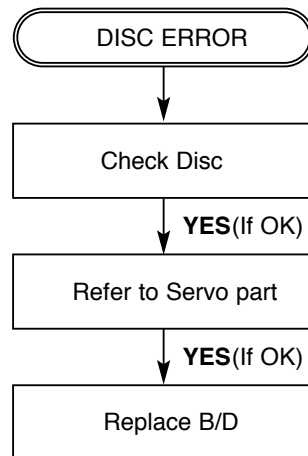 DISC ERROR
Check Disc
YES(If OK)
Refer to Servo part
YES(If OK)
Replace B/D